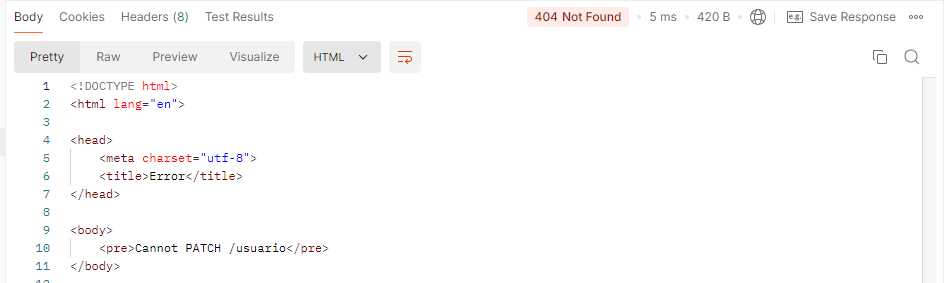 Body Cookies Headers (8) Test Results 404 Not Found • 5 ms • 420 B e.g. Save Response
Pretty Raw Preview Visualize HTML
1 <!DOCTYPE html>
2 <html lang="en">
3
4 <head>
5 <meta charset="utf-8">
6 <title>Error</title>
7 </head>
8
9 <body>
10 <pre>Cannot PATCH /usuario</pre>
11 </body>